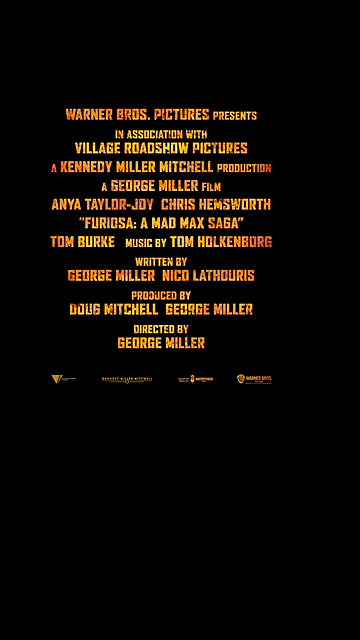 WARNER BROS. PICTURES PRESENTS
IN ASSOCIATION WITH
VILLAGE ROADSHOW PICTURES
A KENNEDY MILLER MITCHELL PRODUCTION
A GEORGE MILLER FILM
ANYA TAYLOR-JOY CHRIS HEMSWORTH
"FURIOSA: A MAD MAX SAGA"
TOM BURKE MUSIC BY TOM HOLKENBORG
WRITTEN BY
GEORGE MILLER NICO LATHOURIS
PRODUCED BY
DOUG MITCHELL GEORGE MILLER
DIRECTED BY
GEORGE MILLER
KENNEDY MILLER MITCHELL WARNER BROS.